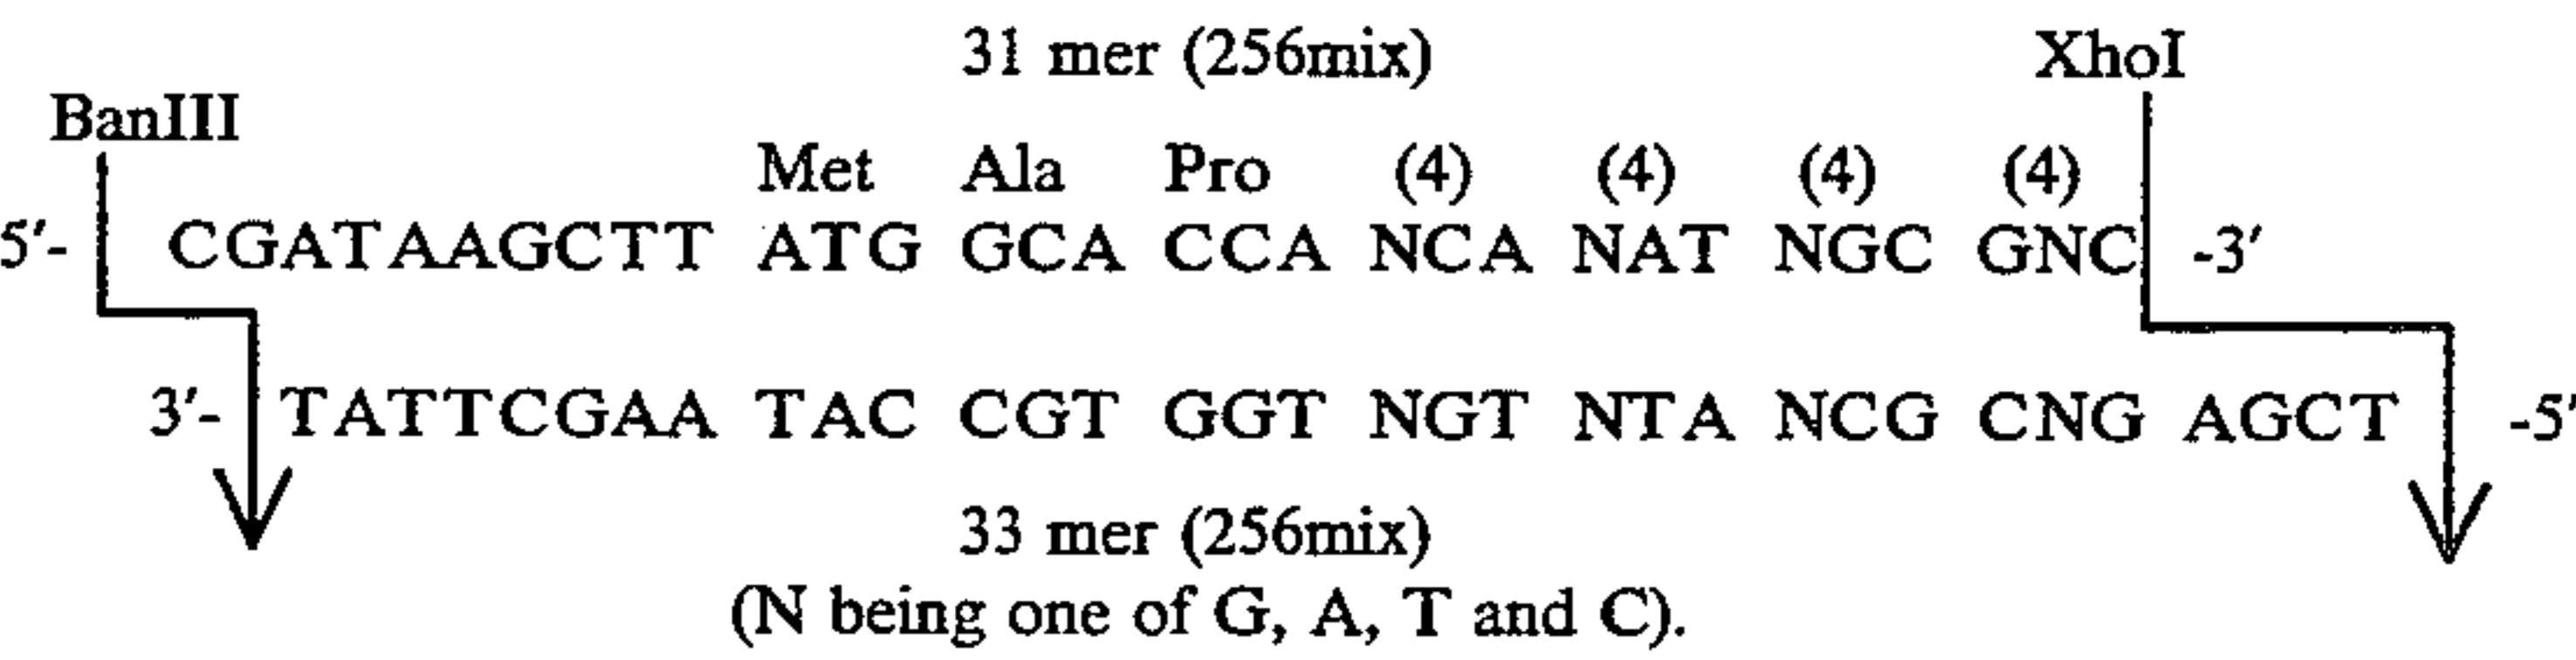 31 mer (256mix)
XhoI
BanIII
Met Ala Pro (4) (4) (4) (4)
5′- CGATAAGCTT ATG GCA CCA NCA NAT NGC GNC -3′
3′- TATTCGAA TAC CGT GGT NGT NTA NCG CNG AGCT -5′
33 mer (256mix)
(N being one of G, A, T and C).